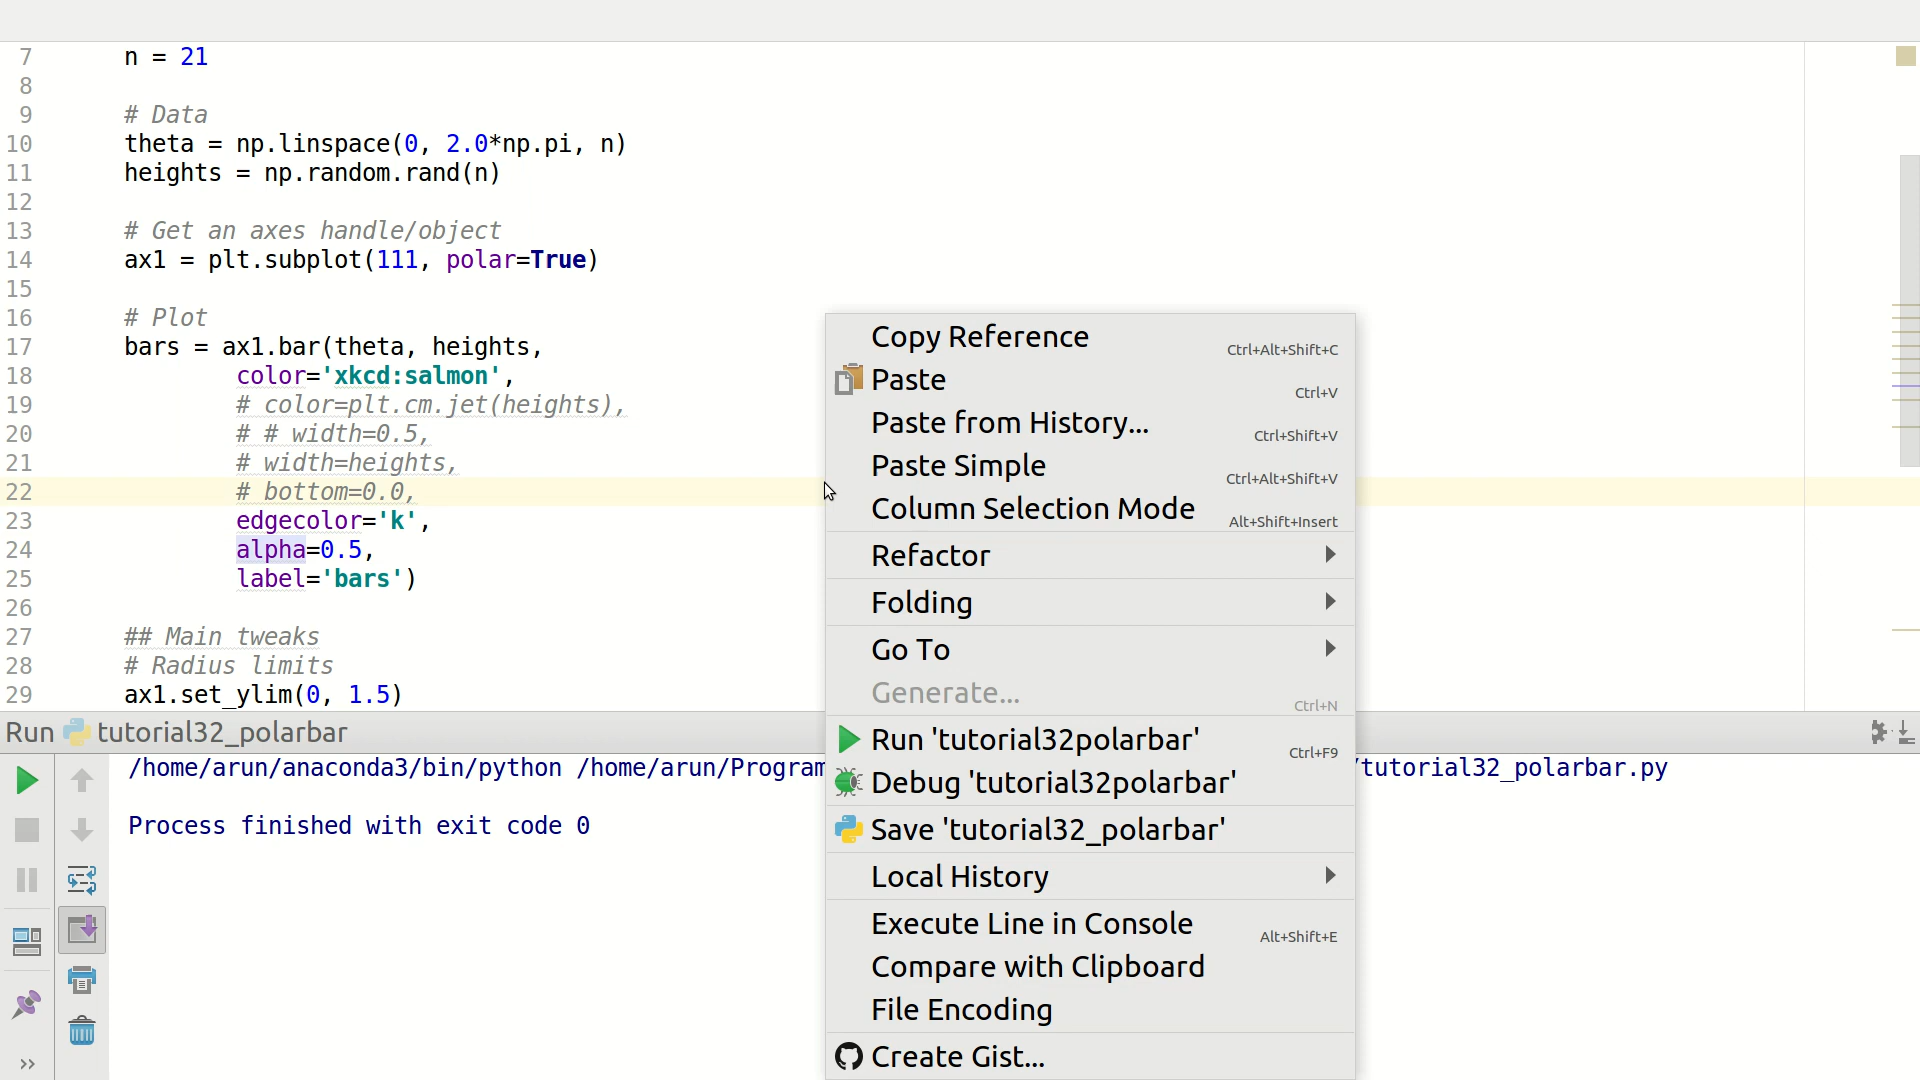 7 n = 21
8
9 # Data
10 theta = np.linspace(0, 2.0*np.pi, n)
11 heights = np.random.rand(n)
12
13 # Get an axes handle/object
14 ax1 = plt.subplot(111, polar=True)
15
16 # Plot
17 bars = ax1.bar(theta, heights,
18 color='xkcd:salmon',
19 # color=plt.cm.jet(heights),
20 # # width=0.5,
21 # width=heights,
22 # bottom=0.0,
23 edgecolor='k',
24 alpha=0.5,
25 label='bars')
26
27 ## Main tweaks
28 # Radius limits
29 ax1.set_ylim(0, 1.5)
Copy Reference Ctrl+Alt+Shift+C
Paste Ctrl+V
Paste from History... Ctrl+Shift+V
Paste Simple Ctrl+Alt+Shift+V
Column Selection Mode Alt+Shift+Insert
Refactor
Folding
Go To
Generate... Ctrl+N
Run 'tutorial32polarbar' Ctrl+F9
Debug 'tutorial32polarbar'
Save 'tutorial32_polarbar'
Local History
Execute Line in Console Alt+Shift+E
Compare with Clipboard
File Encoding
Create Gist...
Run tutorial32_polarbar
/home/arun/anaconda3/bin/python /home/arun/Program /tutorial32_polarbar.py
Process finished with exit code 0